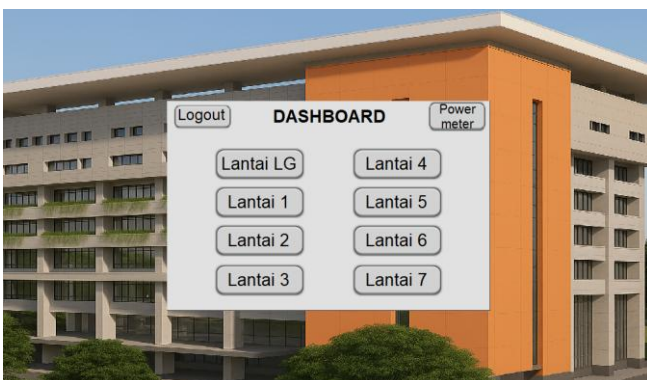 Logout
DASHBOARD
Power
meter
Lantai LG
Lantai 4
Lantai 1
Lantai 5
Lantai 2
Lantai 6
Lantai 3
Lantai 7